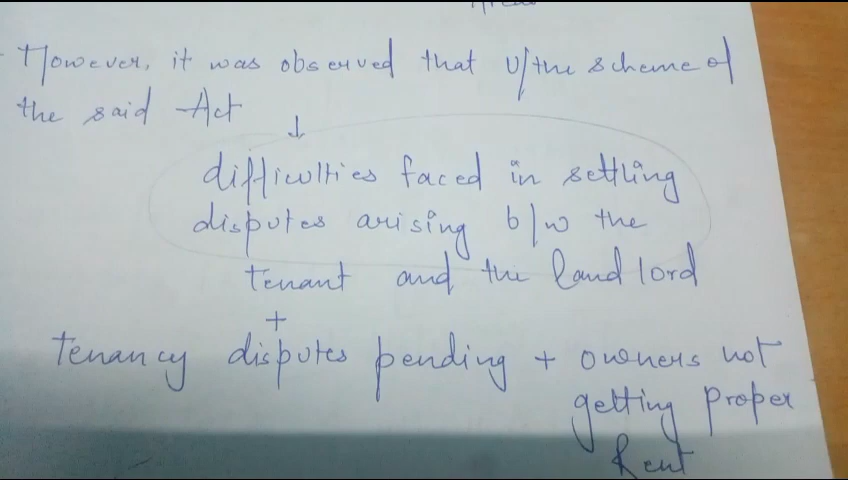 However, it was observed that u/the scheme of
the said Act
↓
difficulties faced in settling
disputes arising b/w the
tenant and the landlord
+
tenancy disputes pending + owners not
getting proper
Rent